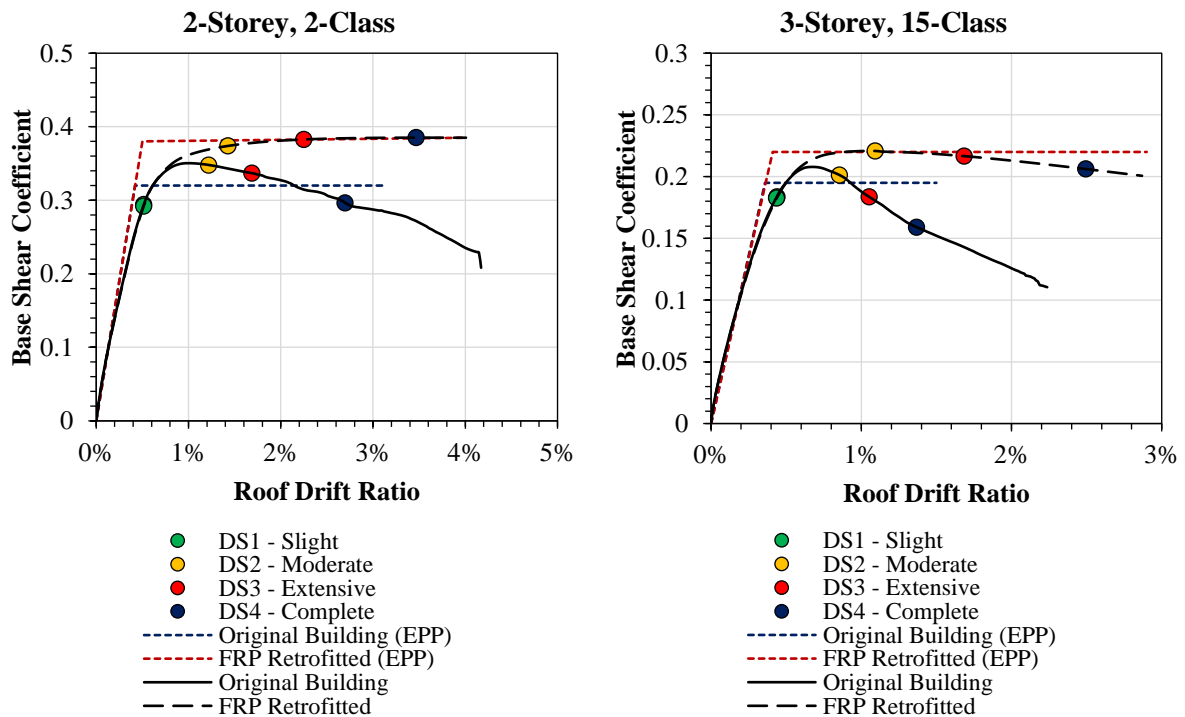 2-Storey, 2-Class
0.5
0.4
0.3
0.2
0.1
0
Base Shear Coefficient
0%
1%
2%
3%
4%
5%
Roof Drift Ratio
DS1 - Slight
DS2 - Moderate
DS3 - Extensive
DS4 - Complete
Original Building (EPP)
FRP Retrofitted (EPP)
Original Building
FRP Retrofitted
3-Storey, 15-Class
0.3
0.25
0.2
0.15
0.1
0.05
0
Base Shear Coefficient
0%
1%
2%
3%
Roof Drift Ratio
DS1 - Slight
DS2 - Moderate
DS3 - Extensive
DS4 - Complete
Original Building (EPP)
FRP Retrofitted (EPP)
Original Building
FRP Retrofitted